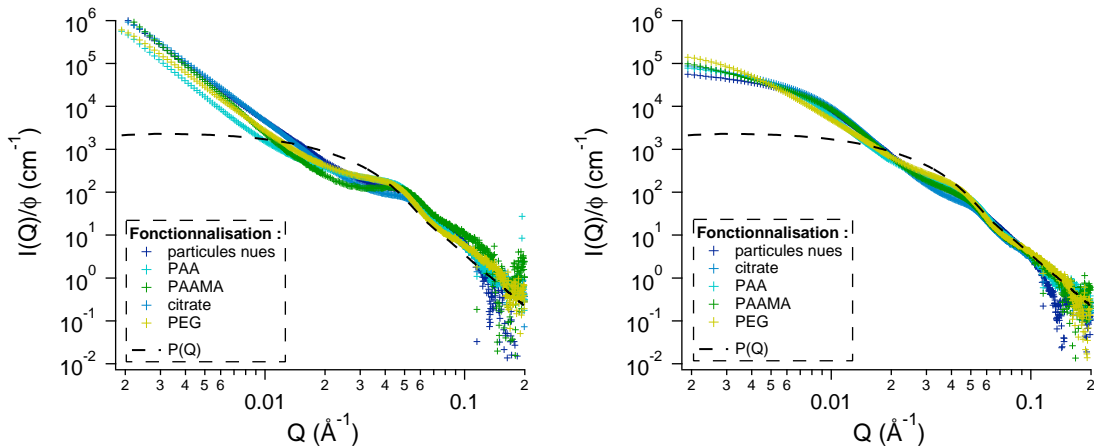 10^6
10^5
10^4
10^3
10^2
10^1
10^0
10^-1
10^-2
I(Q)/ϕ (cm^-1)
Fonctionnalisation :
particules nues
PAA
PAAMA
citrate
PEG
P(Q)
2 3 4 5 6 2 3 4 5 6 2
0.01 0.1
Q (Å^-1)
10^6
10^5
10^4
10^3
10^2
10^1
10^0
10^-1
10^-2
I(Q)/ϕ (cm^-1)
Fonctionnalisation :
particules nues
citrate
PAA
PAAMA
PEG
P(Q)
2 3 4 5 6 2 3 4 5 6 2
0.01 0.1
Q (Å^-1)